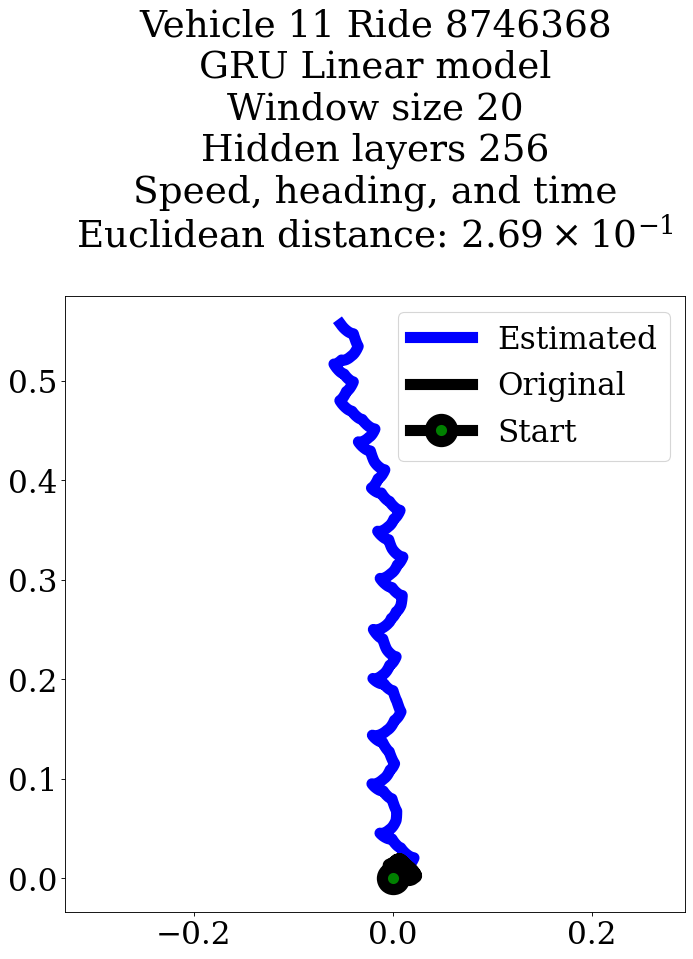 Vehicle 11 Ride 8746368
GRU Linear model
Window size 20
Hidden layers 256
Speed, heading, and time
Euclidean distance: 2.69 × 10⁻¹
Estimated
Original
Start
0.5
0.4
0.3
0.2
0.1
0.0
−0.2
0.0
0.2